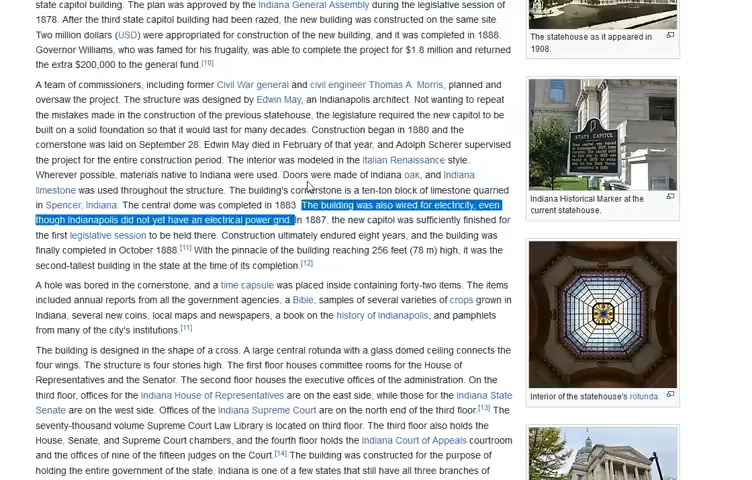 state capitol building. The plan was approved by the Indiana General Assembly during the legislative session of
1878. After the third state capitol building had been razed, the new building was constructed on the same site.
Two million dollars (USD) were appropriated for construction of the new building, and it was completed in 1888.
Governor Williams, who was famed for his frugality, was able to complete the project for $1.8 million and returned
the extra $200,000 to the general fund.[10]
A team of commissioners, including former Civil War general and civil engineer Thomas A. Morris, planned and
oversaw the project. The structure was designed by Edwin May, an Indianapolis architect. Not wanting to repeat
the mistakes made in the construction of the previous statehouse, the legislature required the new capitol to be
built on a solid foundation so that it would last for many decades. Construction began in 1880 and the
cornerstone was laid on September 28. Edwin May died in February of that year, and Adolph Scherer supervised
the project for the entire construction period. The interior was modeled in the Italian Renaissance style.
Wherever possible, materials native to Indiana were used. Doors were made of Indiana oak, and Indiana
limestone was used throughout the structure. The building's cornerstone is a ten-ton block of limestone quarried
in Spencer, Indiana. The central dome was completed in 1883 The building was also wired for electricity, even
though Indianapolis did not yet have an electrical power grid. In 1887, the new capitol was sufficiently finished for
the first legislative session to be held there. Construction ultimately endured eight years, and the building was
finally completed in October 1888.[11] With the pinnacle of the building reaching 256 feet (78 m) high, it was the
second-tallest building in the state at the time of its completion.[12]
A hole was bored in the cornerstone, and a time capsule was placed inside containing forty-two items. The items
included annual reports from all the government agencies, a Bible, samples of several varieties of crops grown in
Indiana, several new coins, local maps and newspapers, a book on the history of Indianapolis, and pamphlets
from many of the city's institutions.[11]
The building is designed in the shape of a cross. A large central rotunda with a glass domed ceiling connects the
four wings. The structure is four stories high. The first floor houses committee rooms for the House of
Representatives and the Senator. The second floor houses the executive offices of the administration. On the
third floor, offices for the Indiana House of Representatives are on the east side, while those for the Indiana State
Senate are on the west side. Offices of the Indiana Supreme Court are on the north end of the third floor.[13] The
seventy-thousand volume Supreme Court Law Library is located on third floor. The third floor also holds the
House, Senate, and Supreme Court chambers, and the fourth floor holds the Indiana Court of Appeals courtroom
and the offices of nine of the fifteen judges on the Court.[14] The building was constructed for the purpose of
holding the entire government of the state. Indiana is one of a few states that still have all three branches of
The statehouse as it appeared in
1908.
STATE CAPITOL
Indiana Historical Marker at the
current statehouse.
Interior of the statehouse's rotunda.